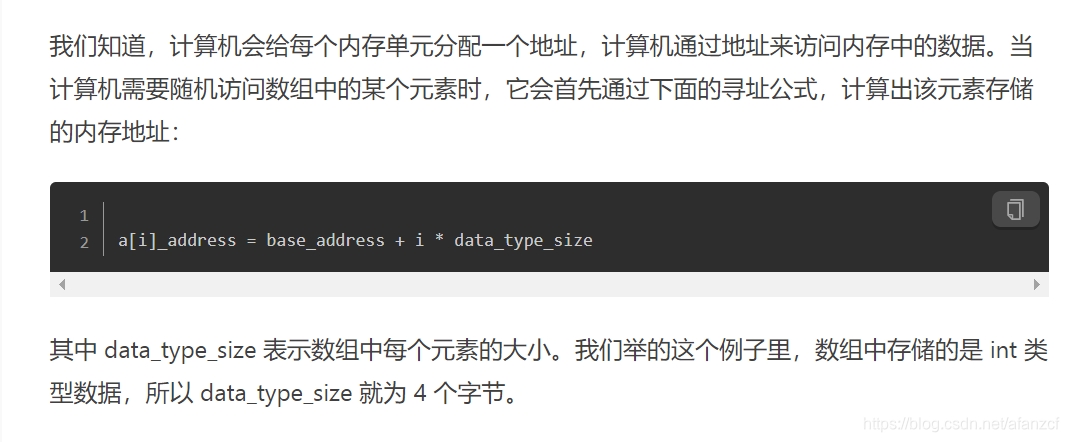 我们知道，计算机会给每个内存单元分配一个地址，计算机通过地址来访问内存中的数据。当
计算机需要随机访问数组中的某个元素时，它会首先通过下面的寻址公式，计算出该元素存储
的内存地址：
1
2 a[i]_address = base_address + i * data_type_size
其中 data_type_size 表示数组中每个元素的大小。我们举的这个例子里，数组中存储的是 int 类
型数据，所以 data_type_size 就为 4 个字节。
https://blog.csdn.net/afanzcf